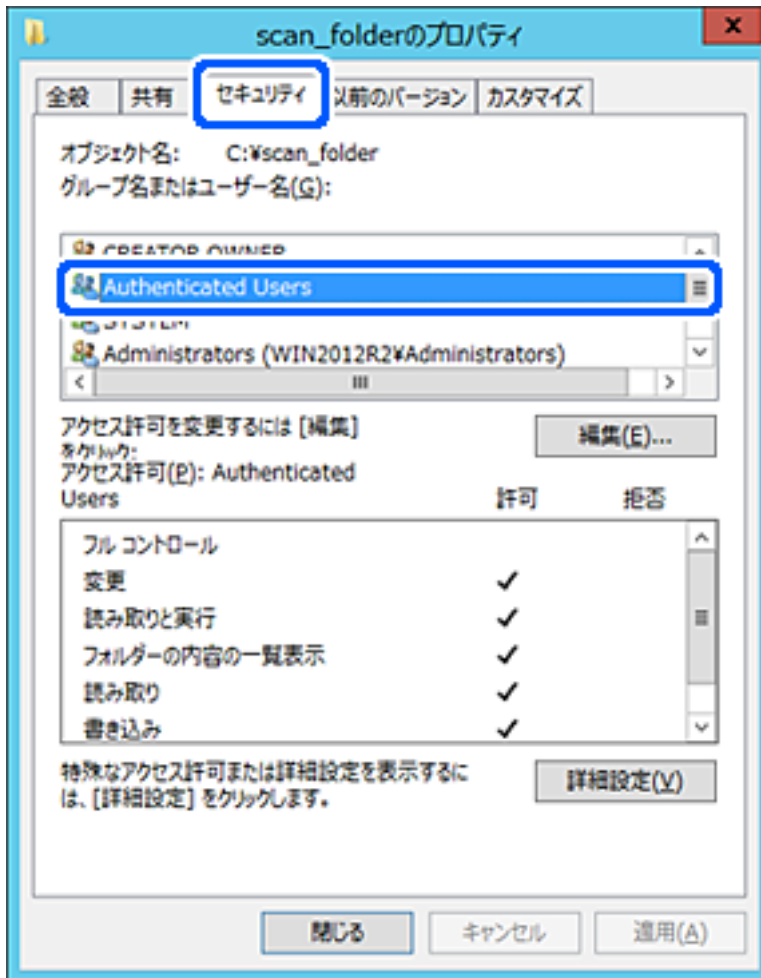 scan_folderのプロパティ
全般
共有
セキュリティ
以前のバージョン
カスタマイズ
オブジェクト名: C:¥scan_folder
グループ名またはユーザー名(G):
CREATOR OWNER
Authenticated Users
SYSTEM
Administrators (WIN2012R2¥Administrators)
アクセス許可を変更するには [編集]
をクリック:
編集(E)...
アクセス許可(P): Authenticated
Users 許可 拒否
フル コントロール
変更
読み取りと実行
フォルダーの内容の一覧表示
読み取り
書き込み
特殊なアクセス許可または詳細設定を表示するに
は、[詳細設定] をクリックします。
詳細設定(V)
閉じる
キャンセル
適用(A)